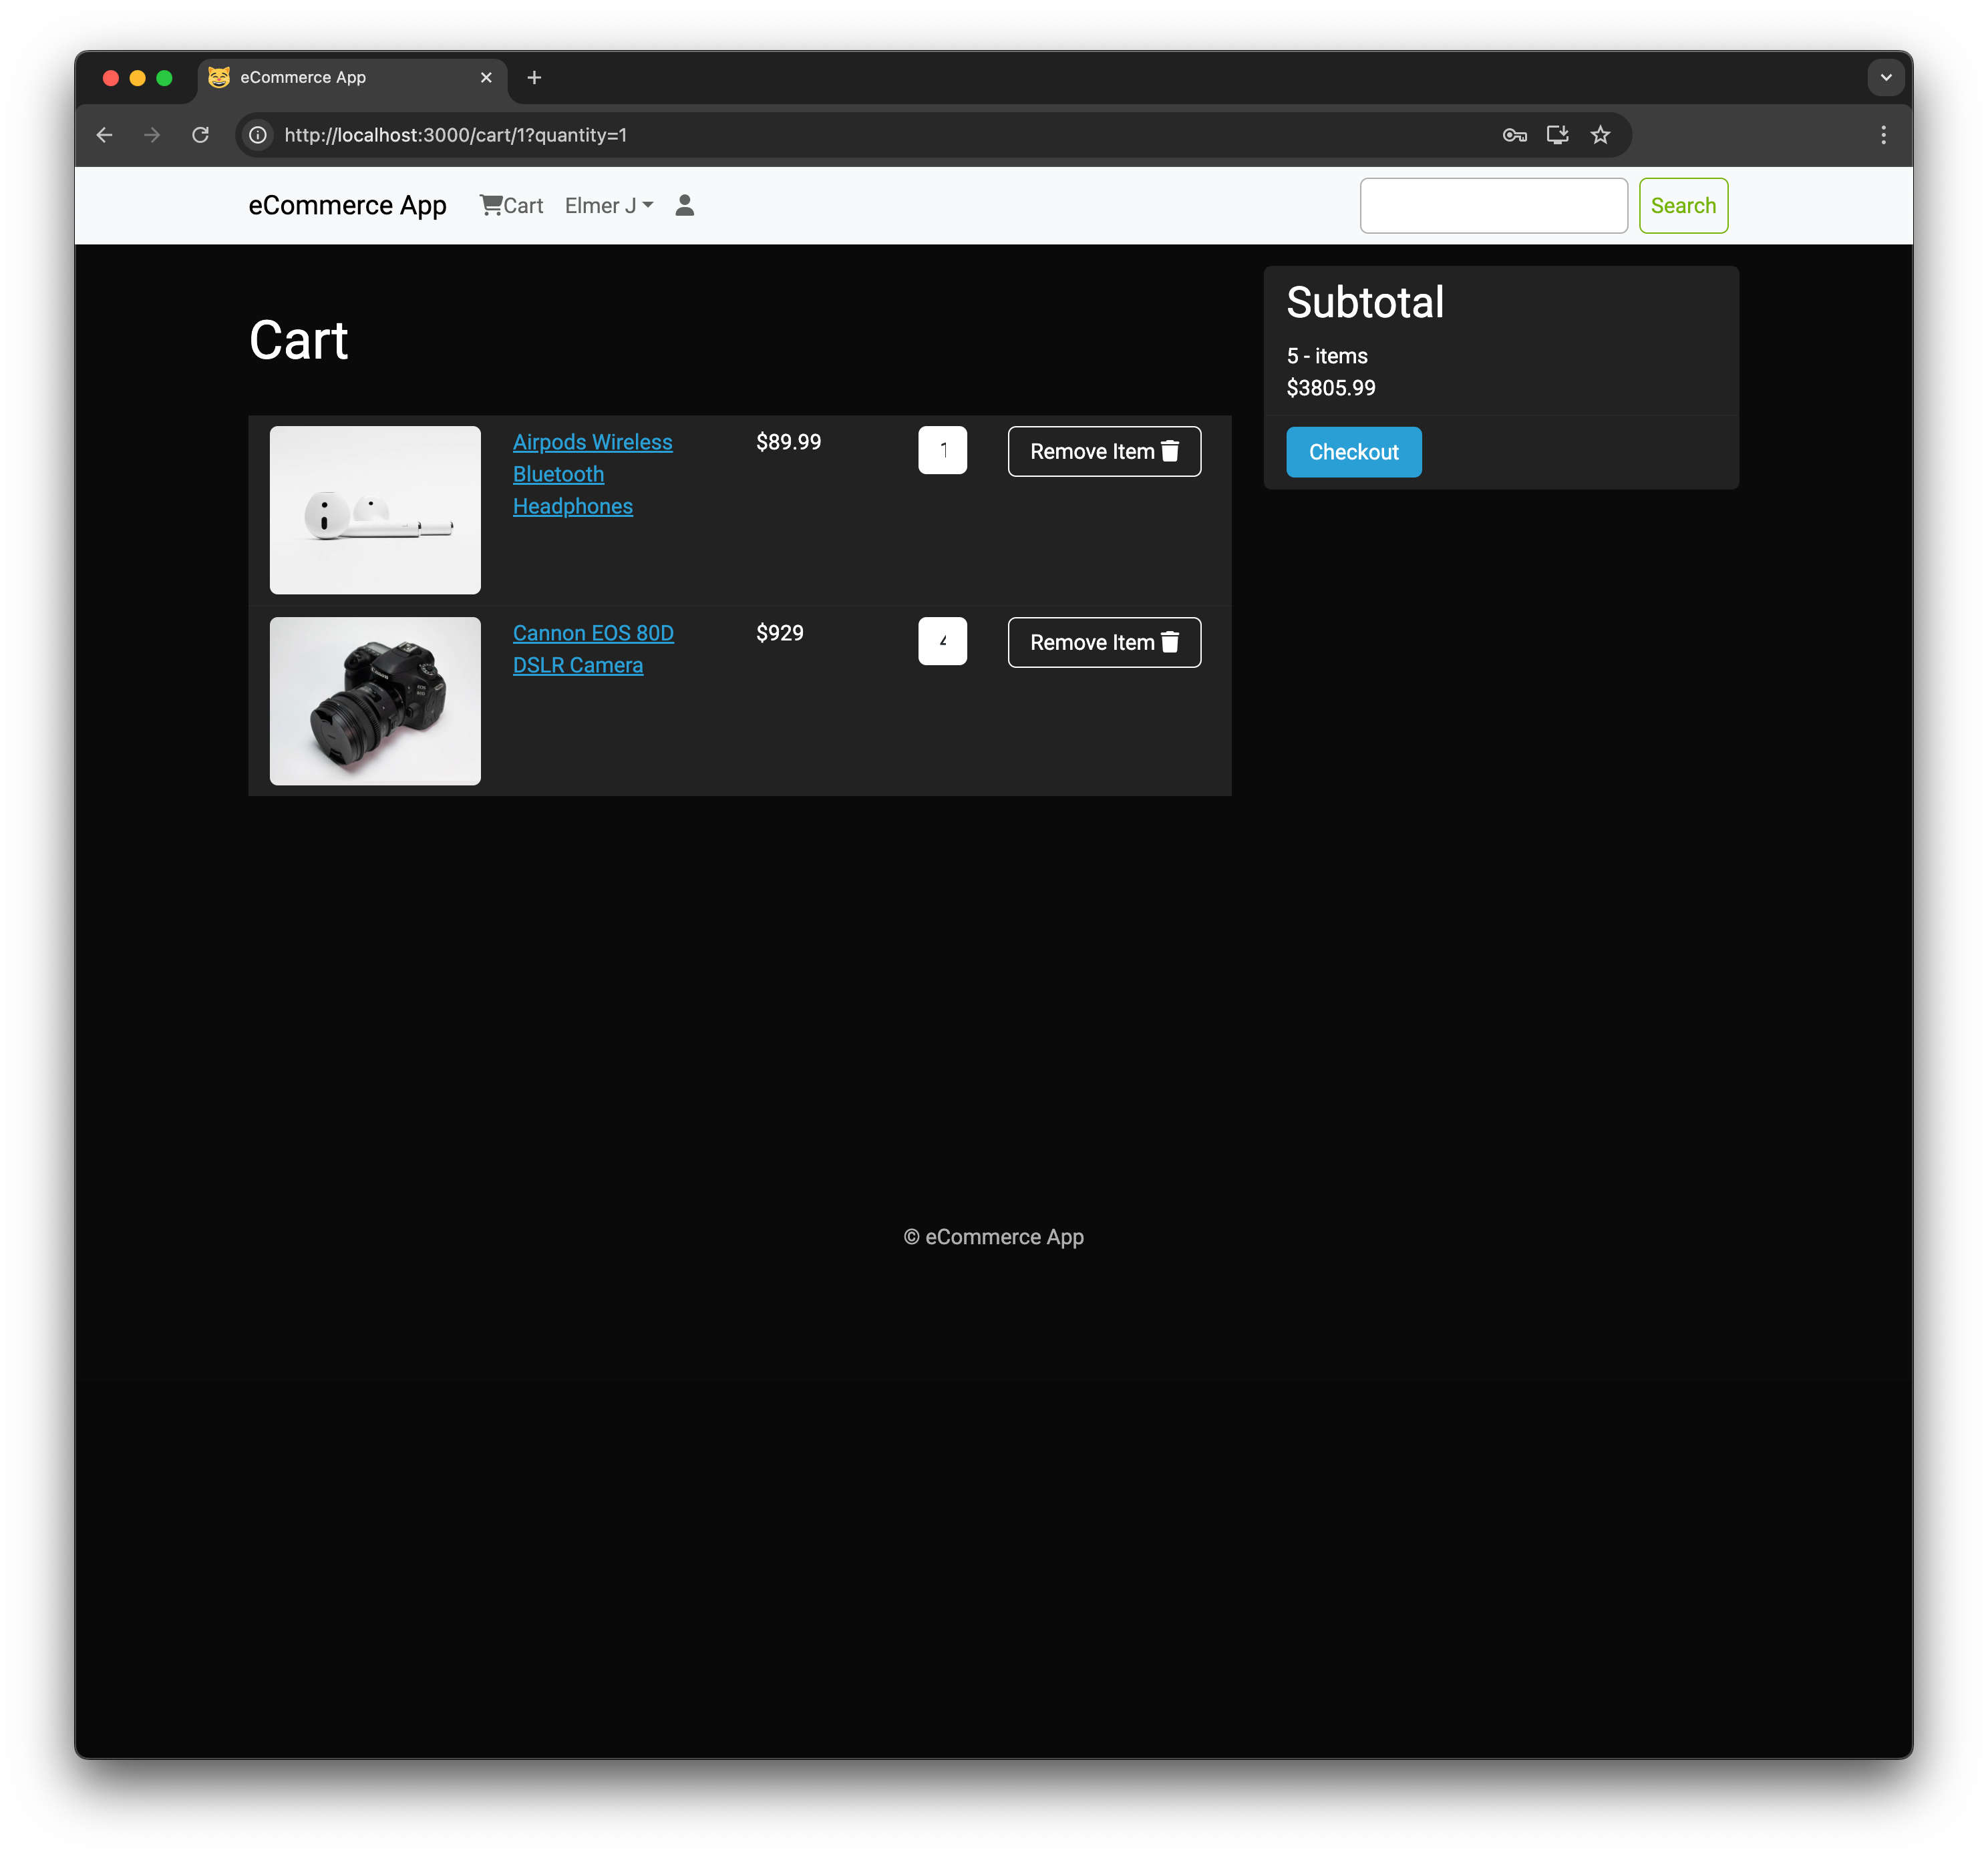 eCommerce App
http://localhost:3000/cart/1?quantity=1
eCommerce App Cart Elmer J Search
Cart
Airpods Wireless
Bluetooth
Headphones
$89.99
1
Remove Item
Cannon EOS 80D
DSLR Camera
$929
4
Remove Item
Subtotal
5 - items
$3805.99
Checkout
© eCommerce App